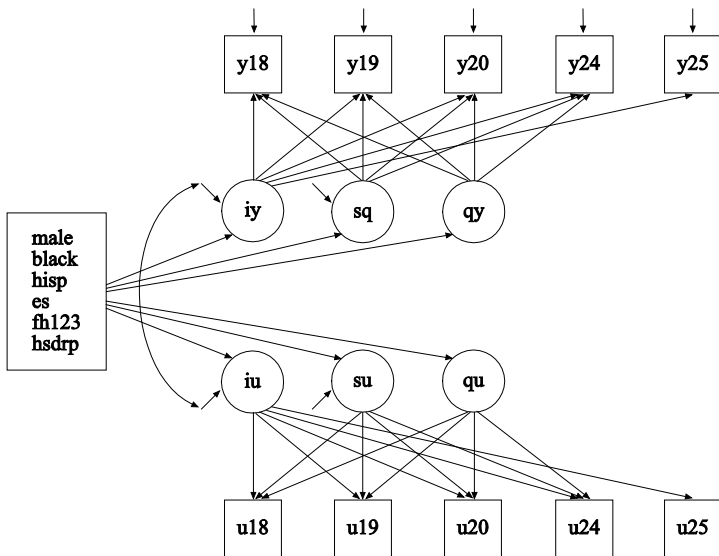 y18 y19 y20 y24 y25
iy sq qy
male
black
hisp
es
fh123
hsdrp
iu su qu
u18 u19 u20 u24 u25